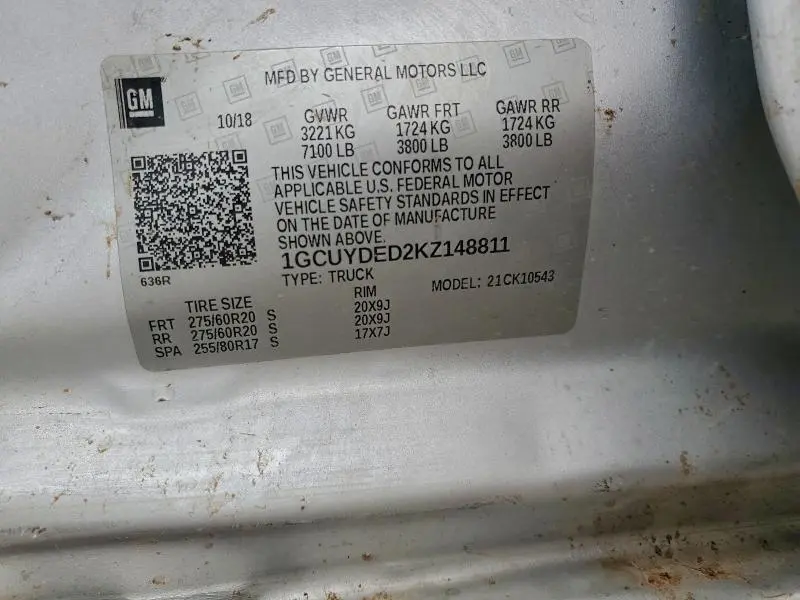 MFD BY GENERAL MOTORS LLC
GM
10/18
GVWR GAWR FRT GAWR RR
3221 KG 1724 KG 1724 KG
7100 LB 3800 LB 3800 LB
THIS VEHICLE CONFORMS TO ALL
APPLICABLE U.S. FEDERAL MOTOR
VEHICLE SAFETY STANDARDS IN EFFECT
ON THE DATE OF MANUFACTURE
SHOWN ABOVE.
1GCUYDED2KZ148811
636R
TYPE: TRUCK MODEL: 21CK10543
TIRE SIZE RIM
FRT 275/60R20 S 20X9J
RR 275/60R20 S 20X9J
SPA 255/80R17 S 17X7J